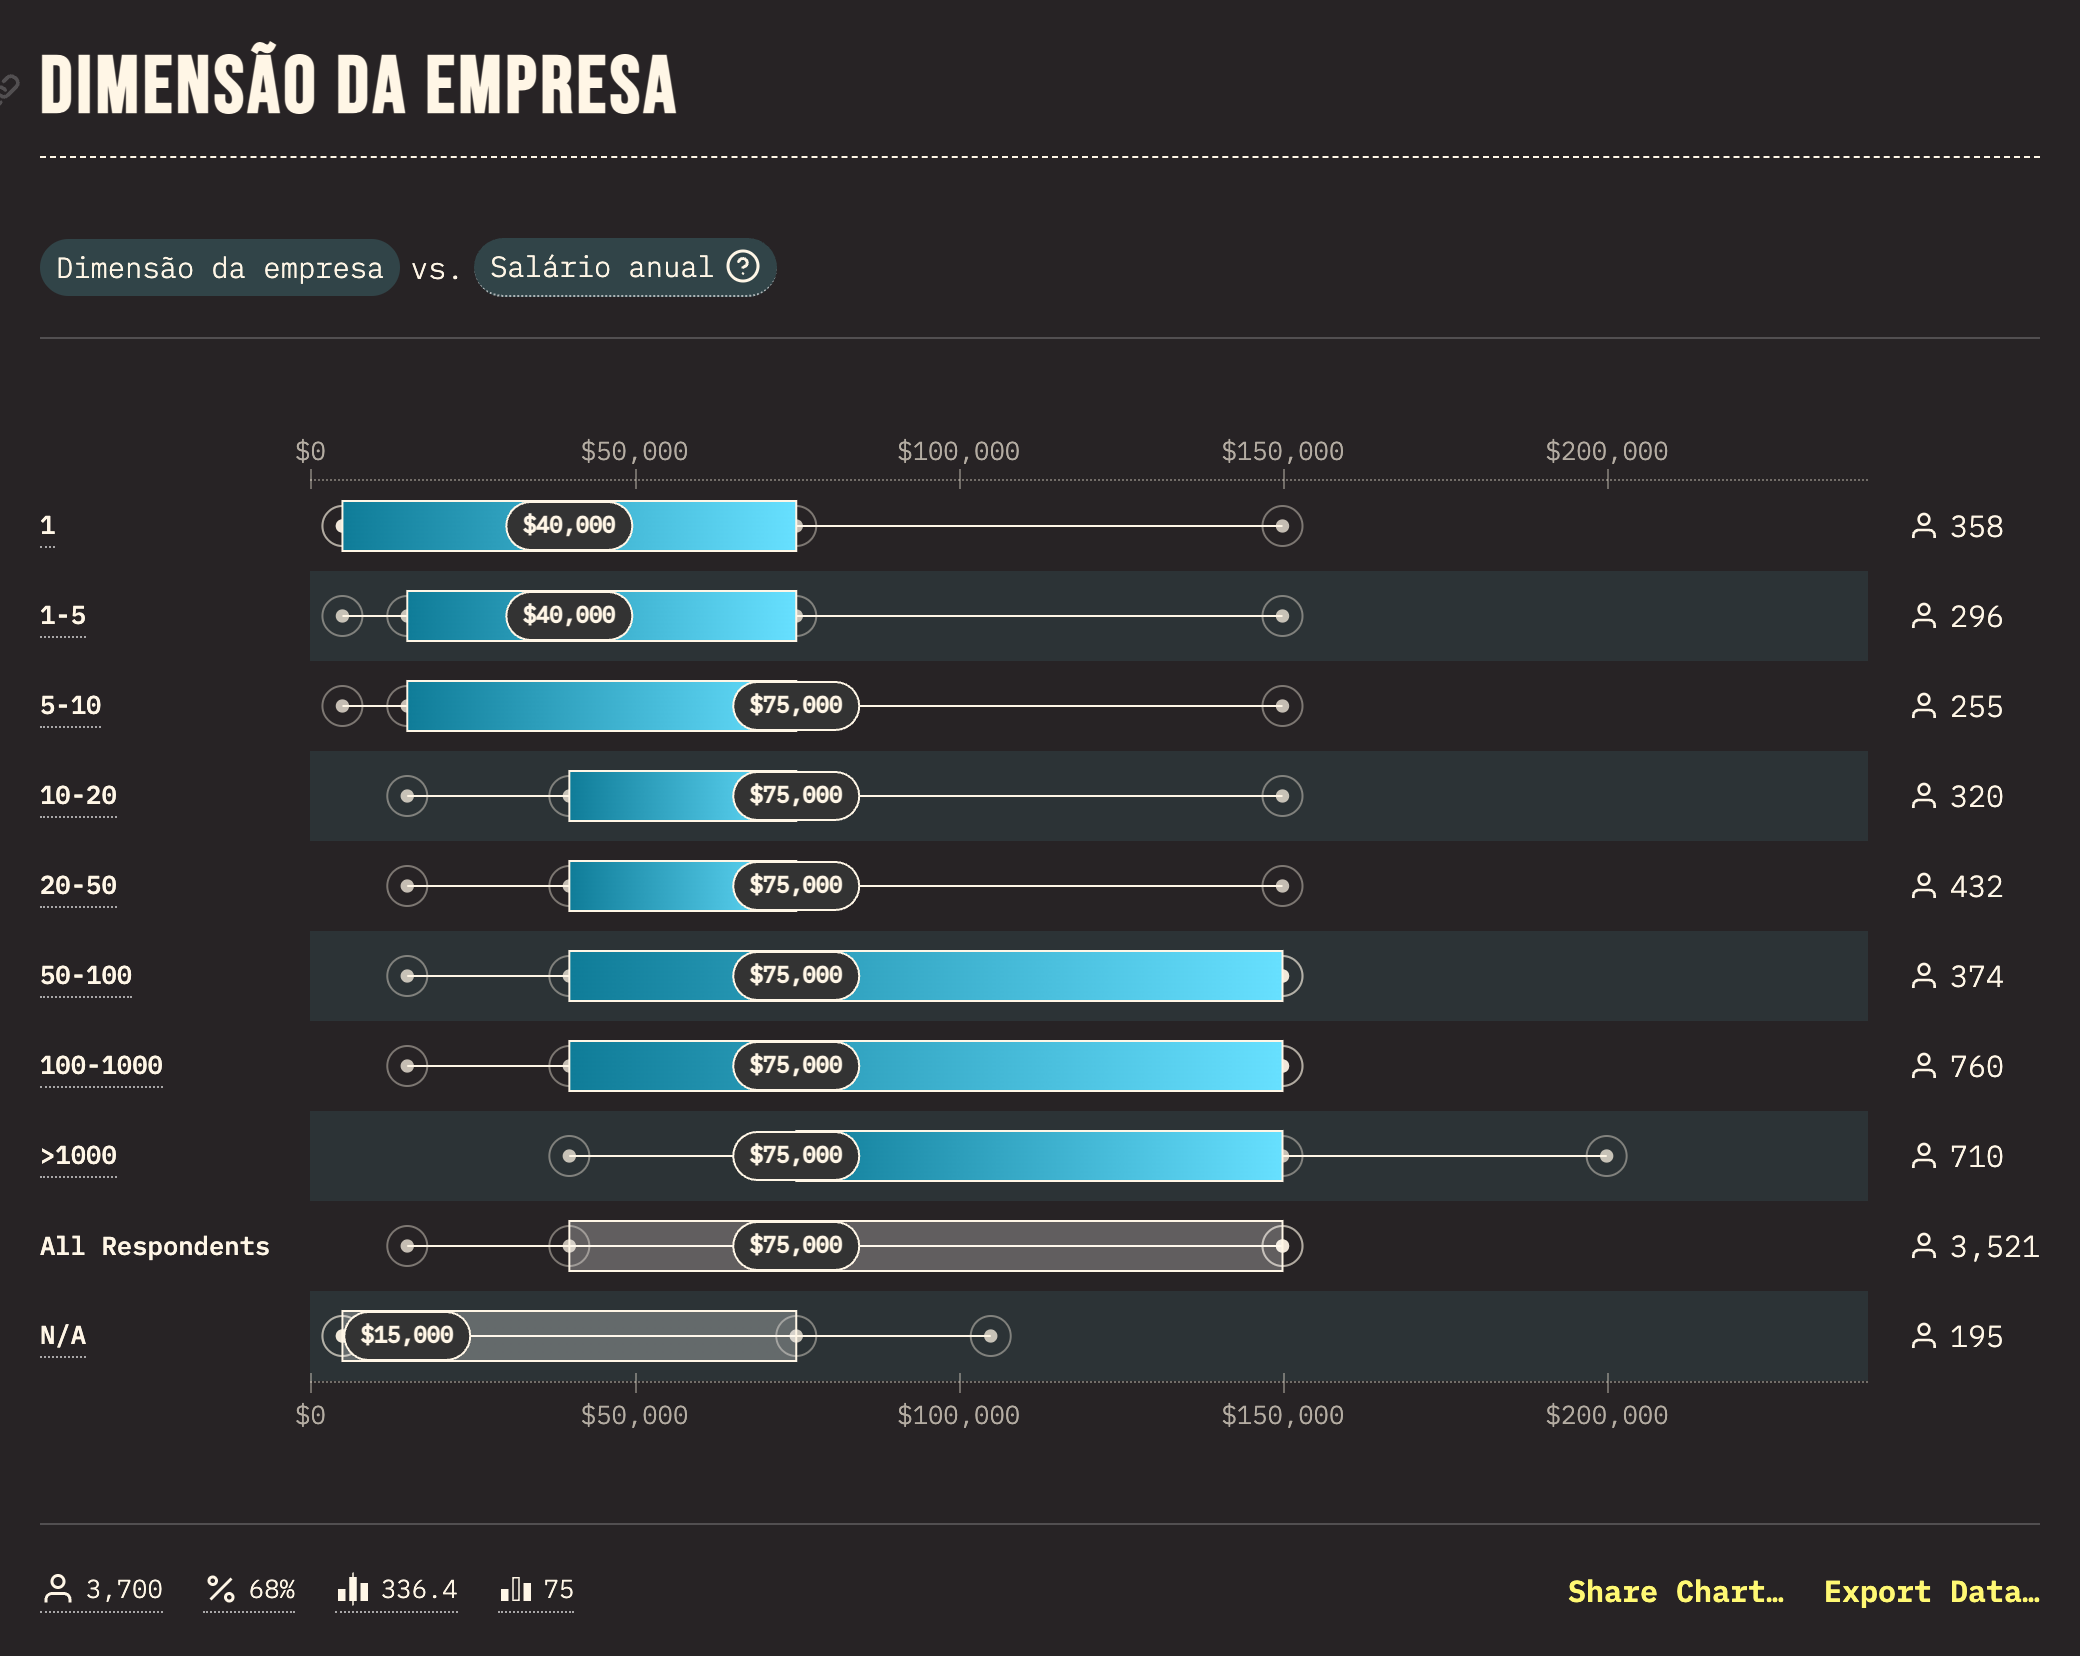 DIMENSÃO DA EMPRESA
Dimensão da empresa vs. Salário anual ?
$0 $50,000 $100,000 $150,000 $200,000
1 $40,000 358
1-5 $40,000 296
5-10 $75,000 255
10-20 $75,000 320
20-50 $75,000 432
50-100 $75,000 374
100-1000 $75,000 760
>1000 $75,000 710
All Respondents $75,000 3,521
N/A $15,000 195
$0 $50,000 $100,000 $150,000 $200,000
3,700 68% 336.4 75 Share Chart… Export Data…